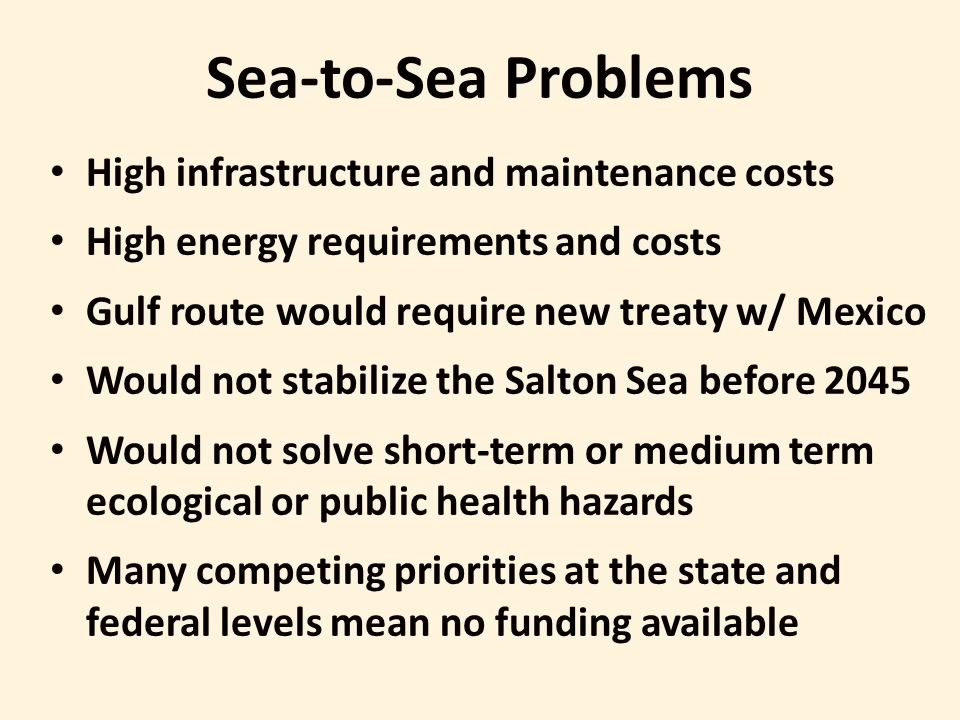 Sea-to-Sea Problems
• High infrastructure and maintenance costs
• High energy requirements and costs
• Gulf route would require new treaty w/ Mexico
• Would not stabilize the Salton Sea before 2045
• Would not solve short-term or medium term
ecological or public health hazards
• Many competing priorities at the state and
federal levels mean no funding available